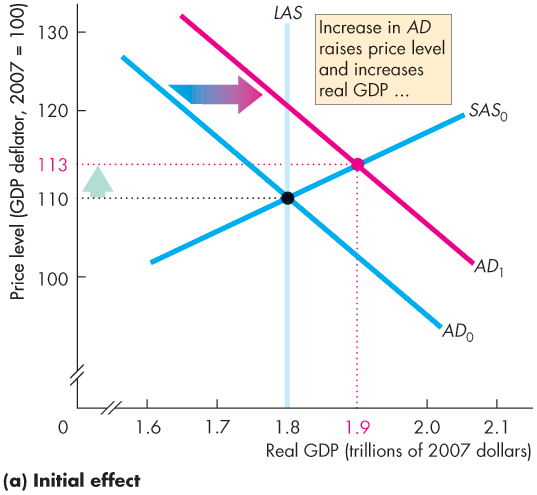 Price level (GDP deflator, 2007 = 100)
130
120
113
110
100
0
LAS
Increase in AD
raises price level
and increases
real GDP ...
SAS₀
AD₁
AD₀
1.6 1.7 1.8 1.9 2.0 2.1
Real GDP (trillions of 2007 dollars)
(a) Initial effect